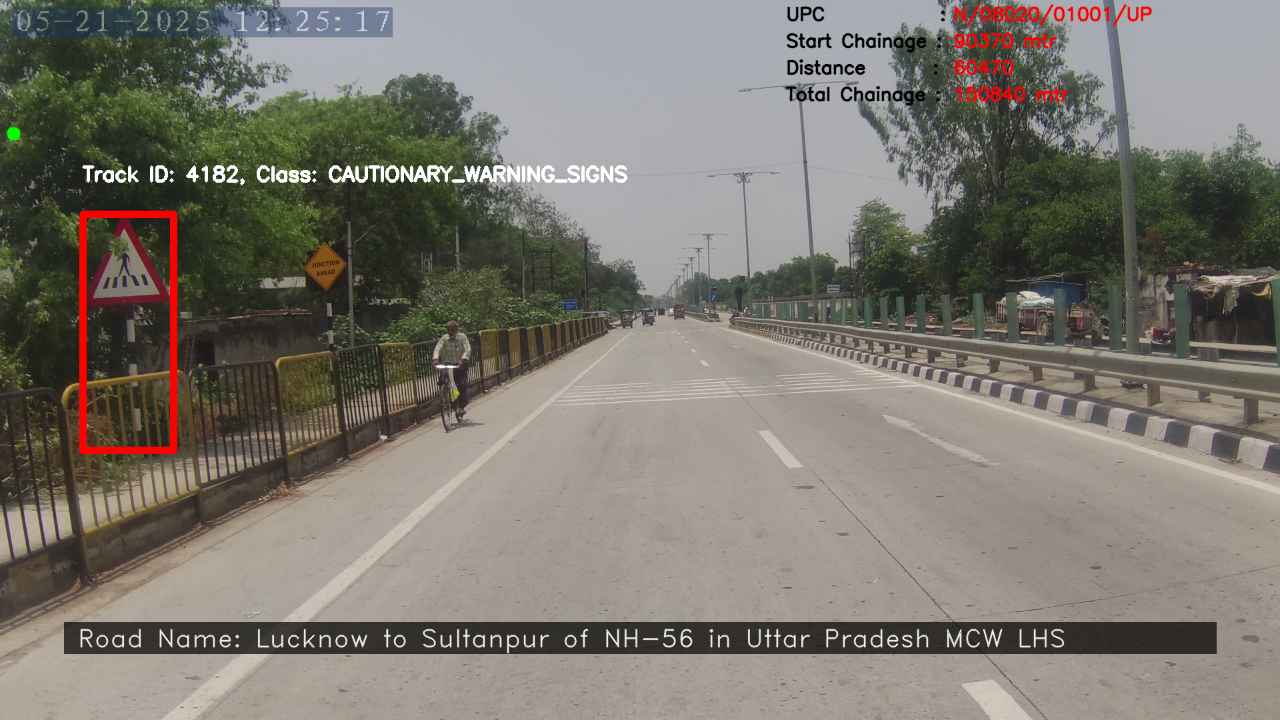 05-21-2025 12:25:17
UPC : N/08020/01001/UP
Start Chainage : 90370 mtr
Distance : 60470
Total Chainage : 150840 mtr
Track ID: 4182, Class: CAUTIONARY_WARNING_SIGNS
JUNCTION
AHEAD
Road Name: Lucknow to Sultanpur of NH-56 in Uttar Pradesh MCW LHS